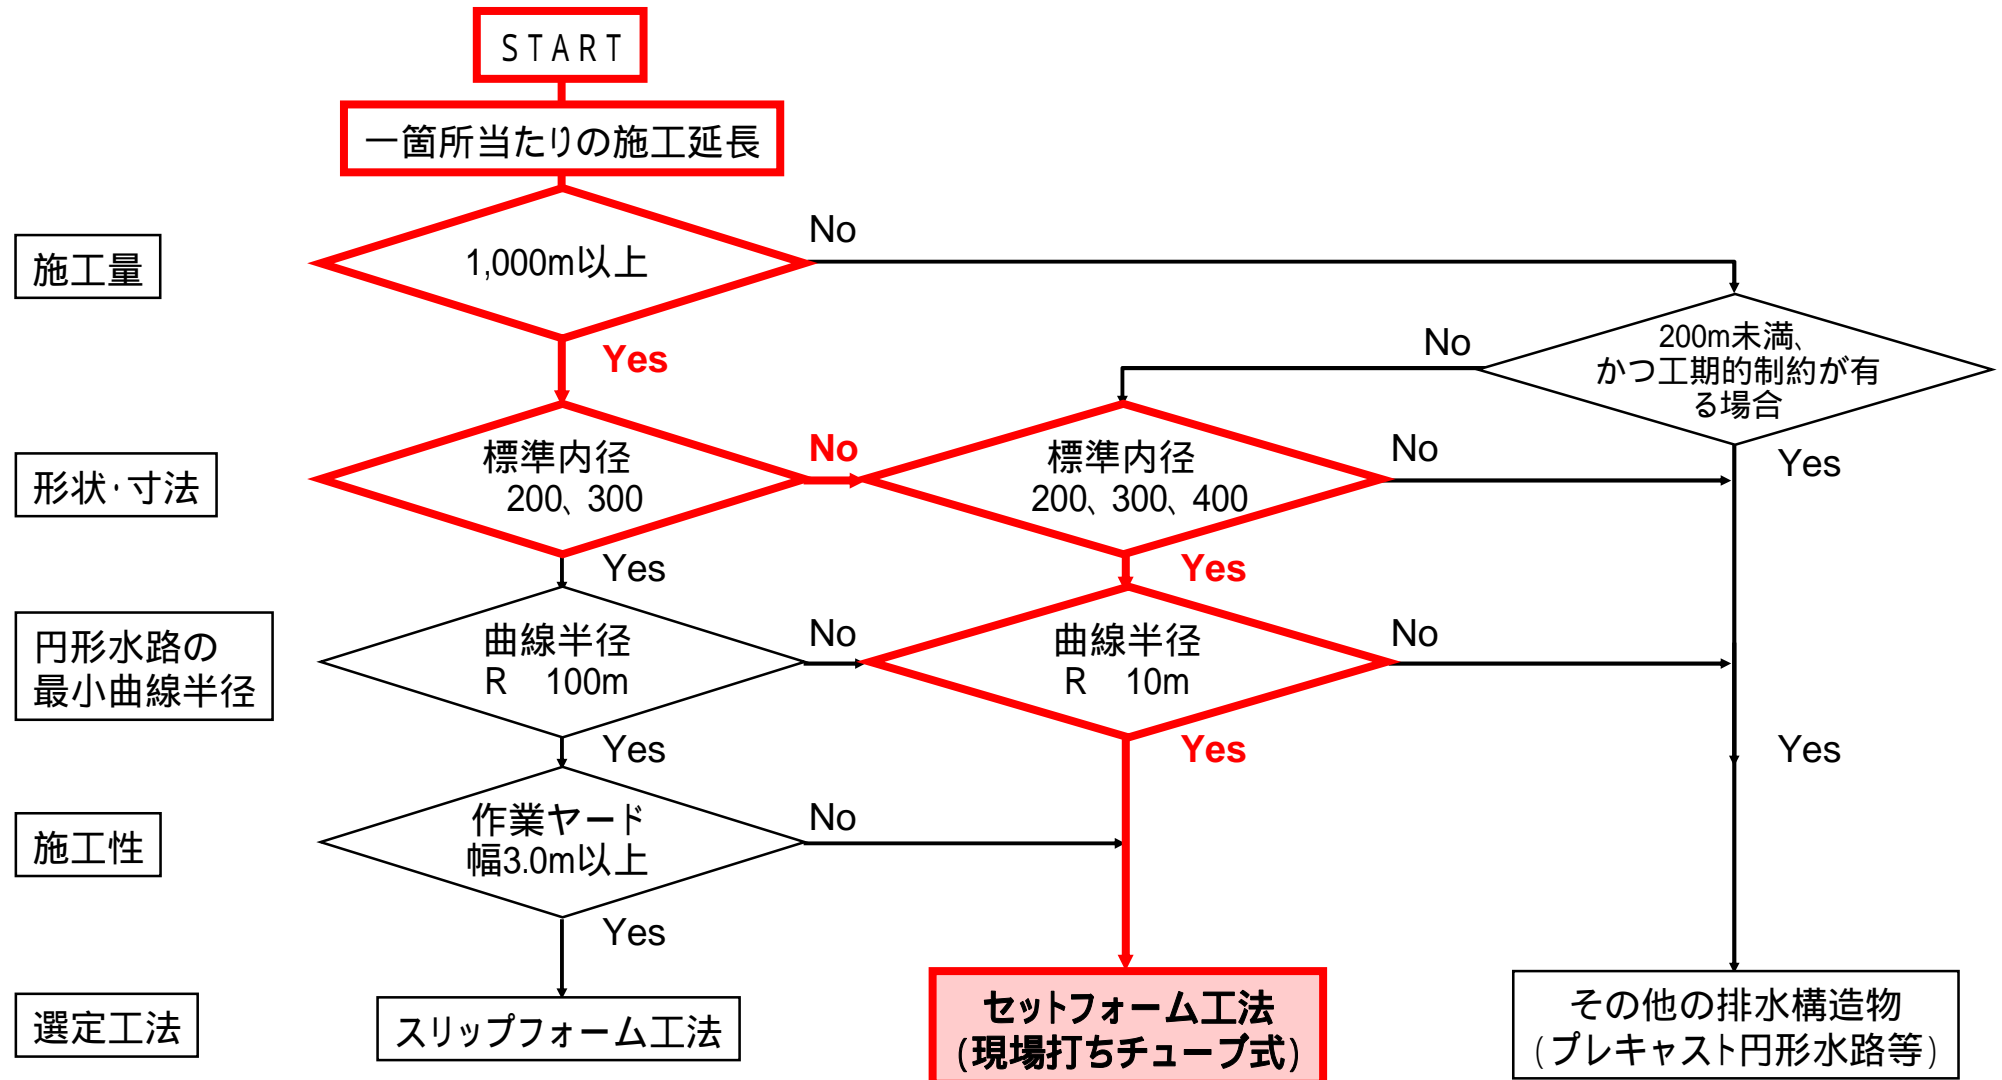 START
一箇所当たりの施工延長
施工量
1,000m以上
No
Yes
200m未満、
かつ工期的制約が有
る場合
No
Yes
形状・寸法
標準内径
200、300
No
Yes
標準内径
200、300、400
No
Yes
円形水路の
最小曲線半径
曲線半径
R 100m
No
Yes
曲線半径
R 10m
No
Yes
Yes
施工性
作業ヤード
幅3.0m以上
No
Yes
選定工法
スリップフォーム工法
セットフォーム工法
(現場打ちチューブ式)
その他の排水構造物
(プレキャスト円形水路等)